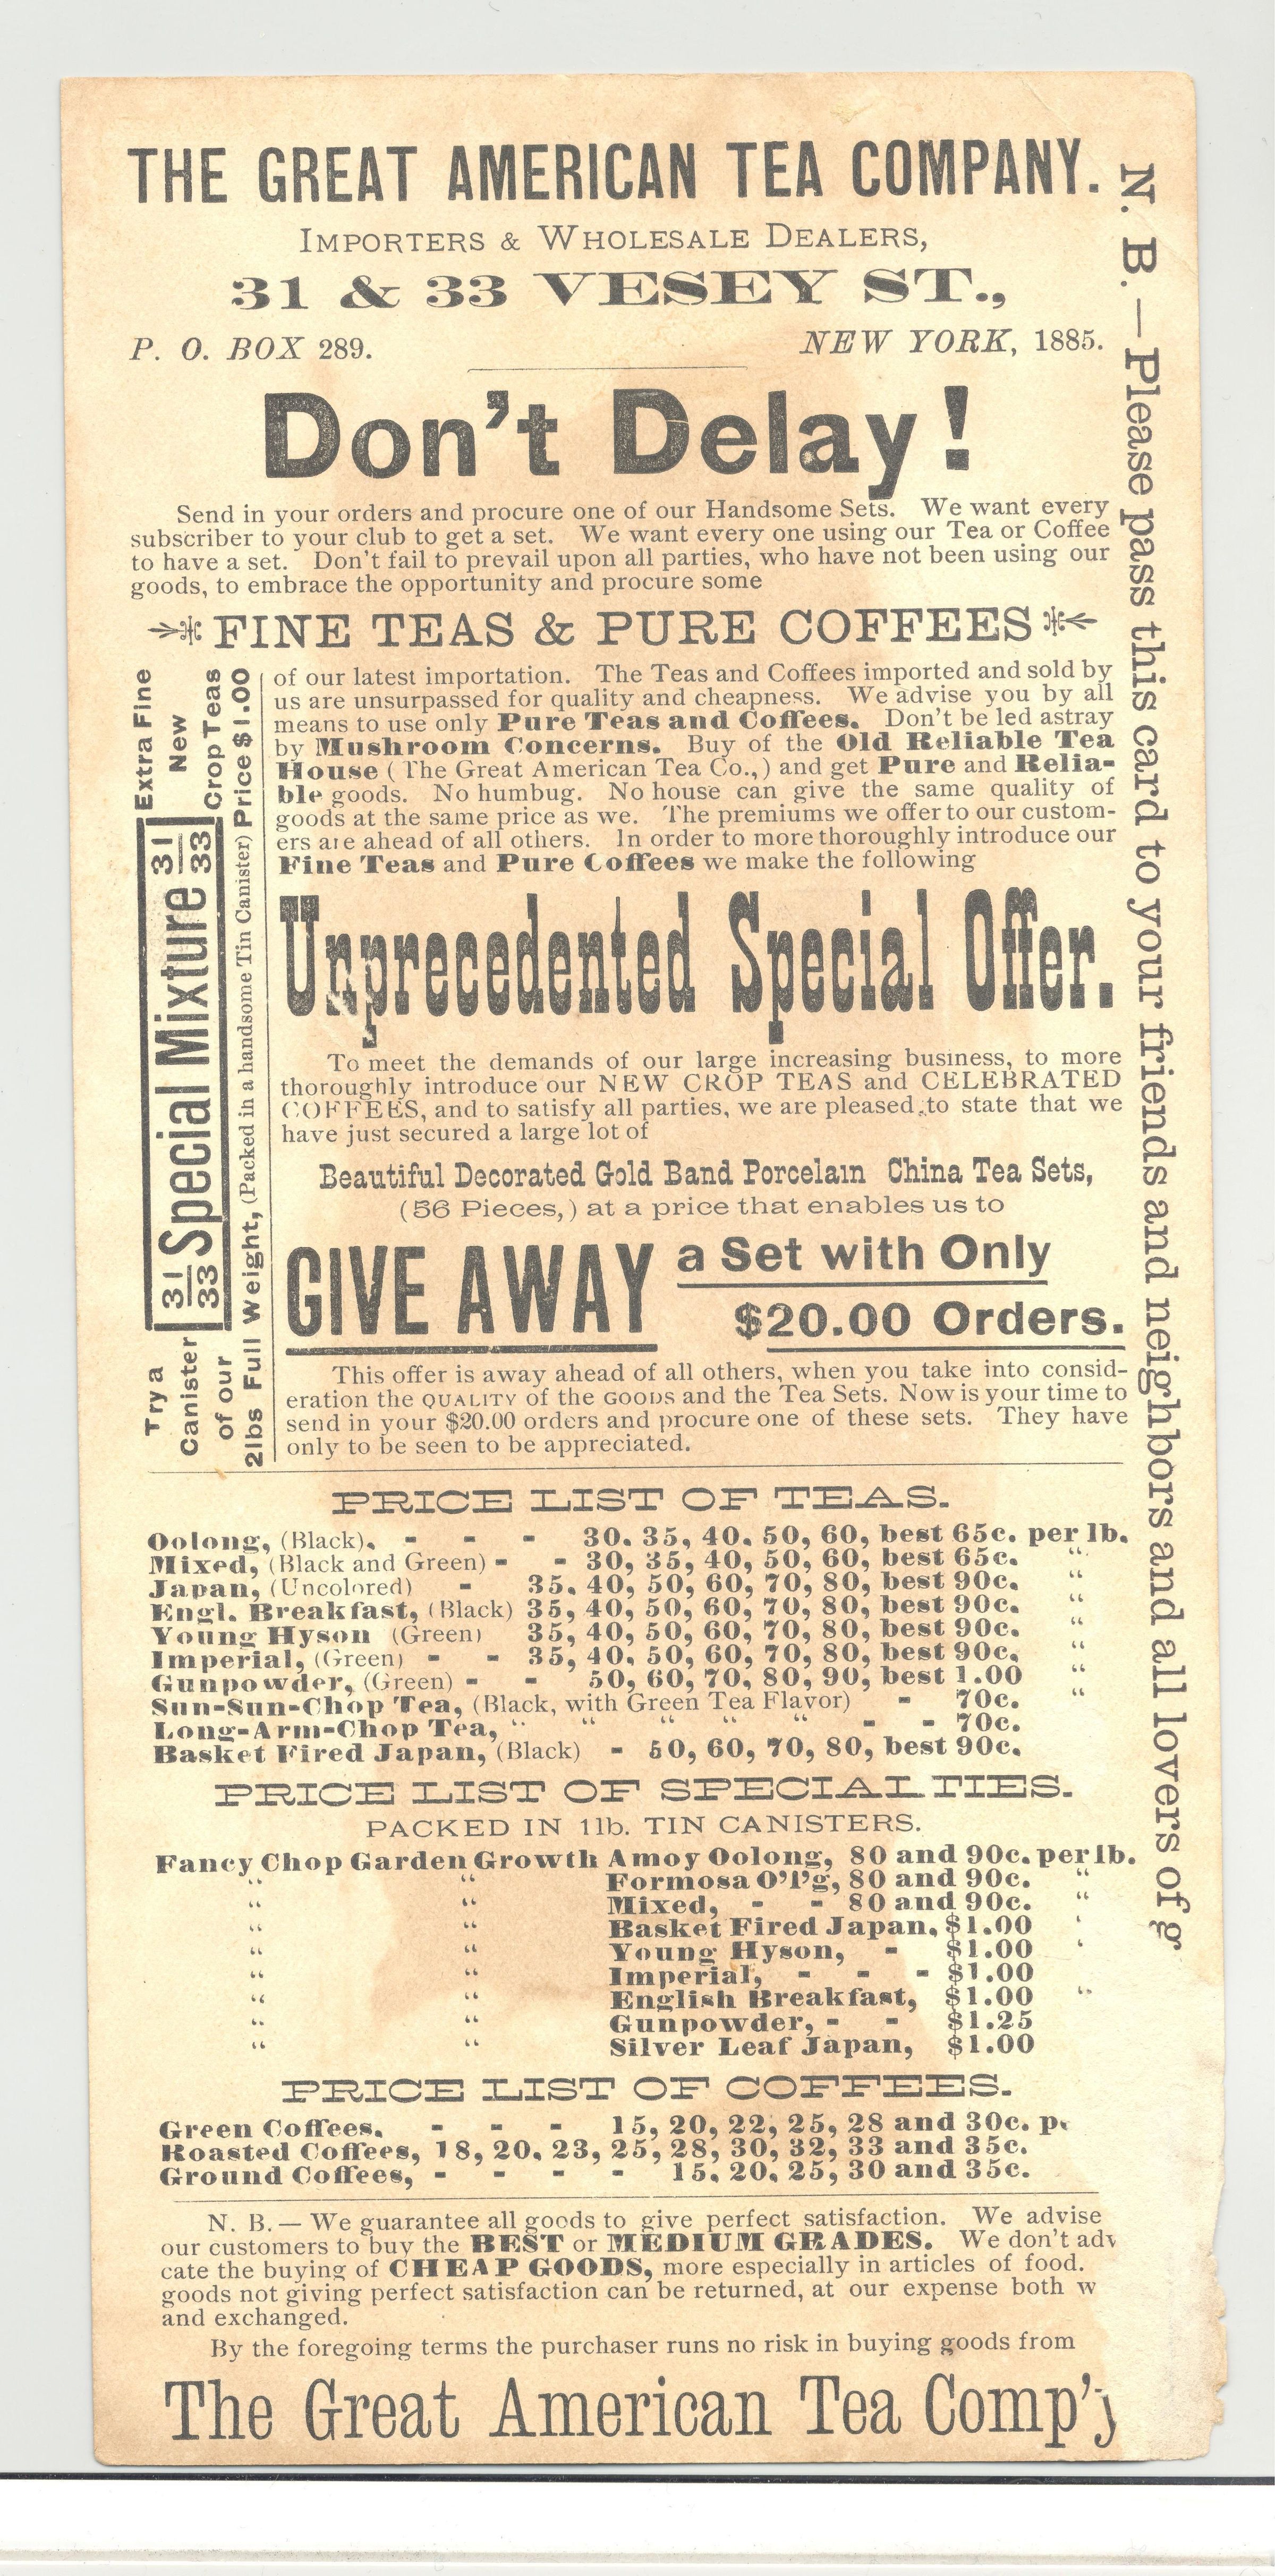 THE GREAT AMERICAN TEA COMPANY.
IMPORTERS & WHOLESALE DEALERS,
31 & 33 VESEY ST.,
P. O. BOX 289.
NEW YORK, 1885.
Don't Delay!
Send in your orders and procure one of our Handsome Sets. We want every
subscriber to your club to get a set. We want every one using our Tea or Coffee
to have a set. Don't fail to prevail upon all parties, who have not been using our
goods, to embrace the opportunity and procure some
FINE TEAS & PURE COFFEES
of our latest importation. The Teas and Coffees imported and sold by
us are unsurpassed for quality and cheapness. We advise you by all
means to use only Pure Teas and Coffees. Don't be led astray
by Mushroom Concerns. Buy of the Old Reliable Tea
House (The Great American Tea Co.,) and get Pure and Relia-
ble goods. No humbug. No house can give the same quality of
goods at the same price as we. The premiums we offer to our custom-
ers are ahead of all others. In order to more thoroughly introduce our
Fine Teas and Pure Coffees we make the following
Unprecedented Special Offer.
To meet the demands of our large increasing business, to more
thoroughly introduce our NEW CROP TEAS and CELEBRATED
COFFEES, and to satisfy all parties, we are pleased to state that we
have just secured a large lot of
Beautiful Decorated Gold Band Porcelain China Tea Sets,
(56 Pieces,) at a price that enables us to
GIVE AWAY a Set with Only
$20.00 Orders.
This offer is away ahead of all others, when you take into consid-
eration the QUALITY of the GOODS and the Tea Sets. Now is your time to
send in your $20.00 orders and procure one of these sets. They have
only to be seen to be appreciated.
Try a
Canister
of our
31
33 Special Mixture 31
33
Extra Fine
New
Crop Teas
2lbs Full Weight, (Packed in a handsome Tin Canister) Price $1.00
PRICE LIST OF TEAS.
Oolong, (Black). - - - 30. 35, 40. 50, 60, best 65c. per lb.
Mixed, (Black and Green) - - 30, 35, 40, 50, 60, best 65c. “
Japan, (Uncolored) - 35. 40, 50, 60, 70, 80, best 90c. “
Engl. Breakfast, (Black) 35, 40, 50, 60, 70, 80, best 90c. “
Young Hyson (Green) 35, 40, 50, 60, 70, 80, best 90c. “
Imperial, (Green) - - 35, 40, 50, 60, 70, 80, best 90c. “
Gunpowder, (Green) - - 50, 60, 70, 80, 90, best 1.00 “
Sun-Sun-Chop Tea, (Black, with Green Tea Flavor) - 70c. “
Long-Arm-Chop Tea, “ “ “ “ “ - - 70c.
Basket Fired Japan, (Black) - 50, 60, 70, 80, best 90c.
PRICE LIST OF SPECIALTIES.
PACKED IN 1lb. TIN CANISTERS.
Fancy Chop Garden Growth Amoy Oolong, 80 and 90c. per lb.
“ “ Formosa O'l'g, 80 and 90c. “
“ “ Mixed, - - 80 and 90c. “
“ “ Basket Fired Japan, $1.00 ‘
“ “ Young Hyson, - $1.00 ‘
“ “ Imperial, - - - $1.00
“ “ English Breakfast, $1.00 “
“ “ Gunpowder, - - $1.25
“ “ Silver Leaf Japan, $1.00
PRICE LIST OF COFFEES.
Green Coffees. - - - 15, 20, 22, 25, 28 and 30c. p
Roasted Coffees, 18, 20. 23, 25, 28, 30, 32, 33 and 35c.
Ground Coffees, - - - - 15, 20, 25, 30 and 35c.
N. B. — We guarantee all goods to give perfect satisfaction. We advise
our customers to buy the BEST or MEDIUM GRADES. We don't adv
cate the buying of CHEAP GOODS, more especially in articles of food.
goods not giving perfect satisfaction can be returned, at our expense both w
and exchanged.
By the foregoing terms the purchaser runs no risk in buying goods from
The Great American Tea Comp'y
N. B. — Please pass this card to your friends and neighbors and all lovers of g